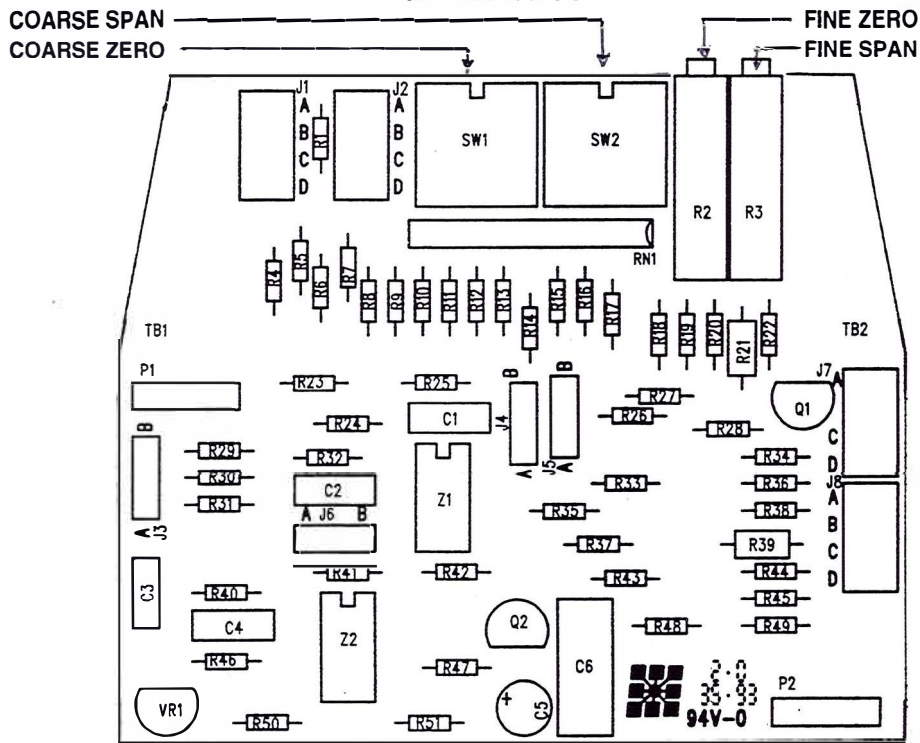 COARSE SPAN
FINE ZERO
COARSE ZERO
FINE SPAN
J1
J2
A
B
C
D
R1
A
B
C
D
SW1
SW2
R2
R3
RN1
R4
R5
R6
R7
R8
R9
R10
R11
R12
R13
R14
R15
R16
R17
R18
R19
R20
R21
R22
TB1
TB2
P1
R23
R25
B
B
R27
J7
A
Q1
B
R24
C1
J4
R26
R28
C
R29
R32
A
J5
A
R34
D
R30
C2
Z1
R33
R36
J8
R31
A
J6
B
R35
R38
A
A
J3
R37
R39
B
C
R41
R42
R43
R44
D
C3
R40
R45
C4
Z2
Q2
R48
R49
R46
R47
C6
2.0
35-93
94V-0
P2
VR1
R50
R51
+
C5